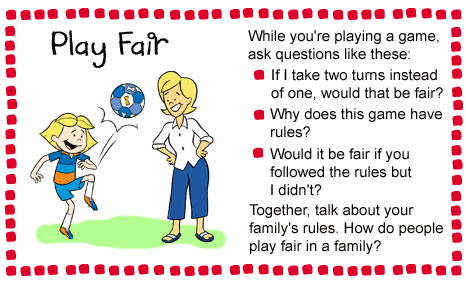 Play Fair
While you're playing a game,
ask questions like these:
If I take two turns instead
of one, would that be fair?
Why does this game have
rules?
Would it be fair if you
followed the rules but
I didn't?
Together, talk about your
family's rules. How do people
play fair in a family?